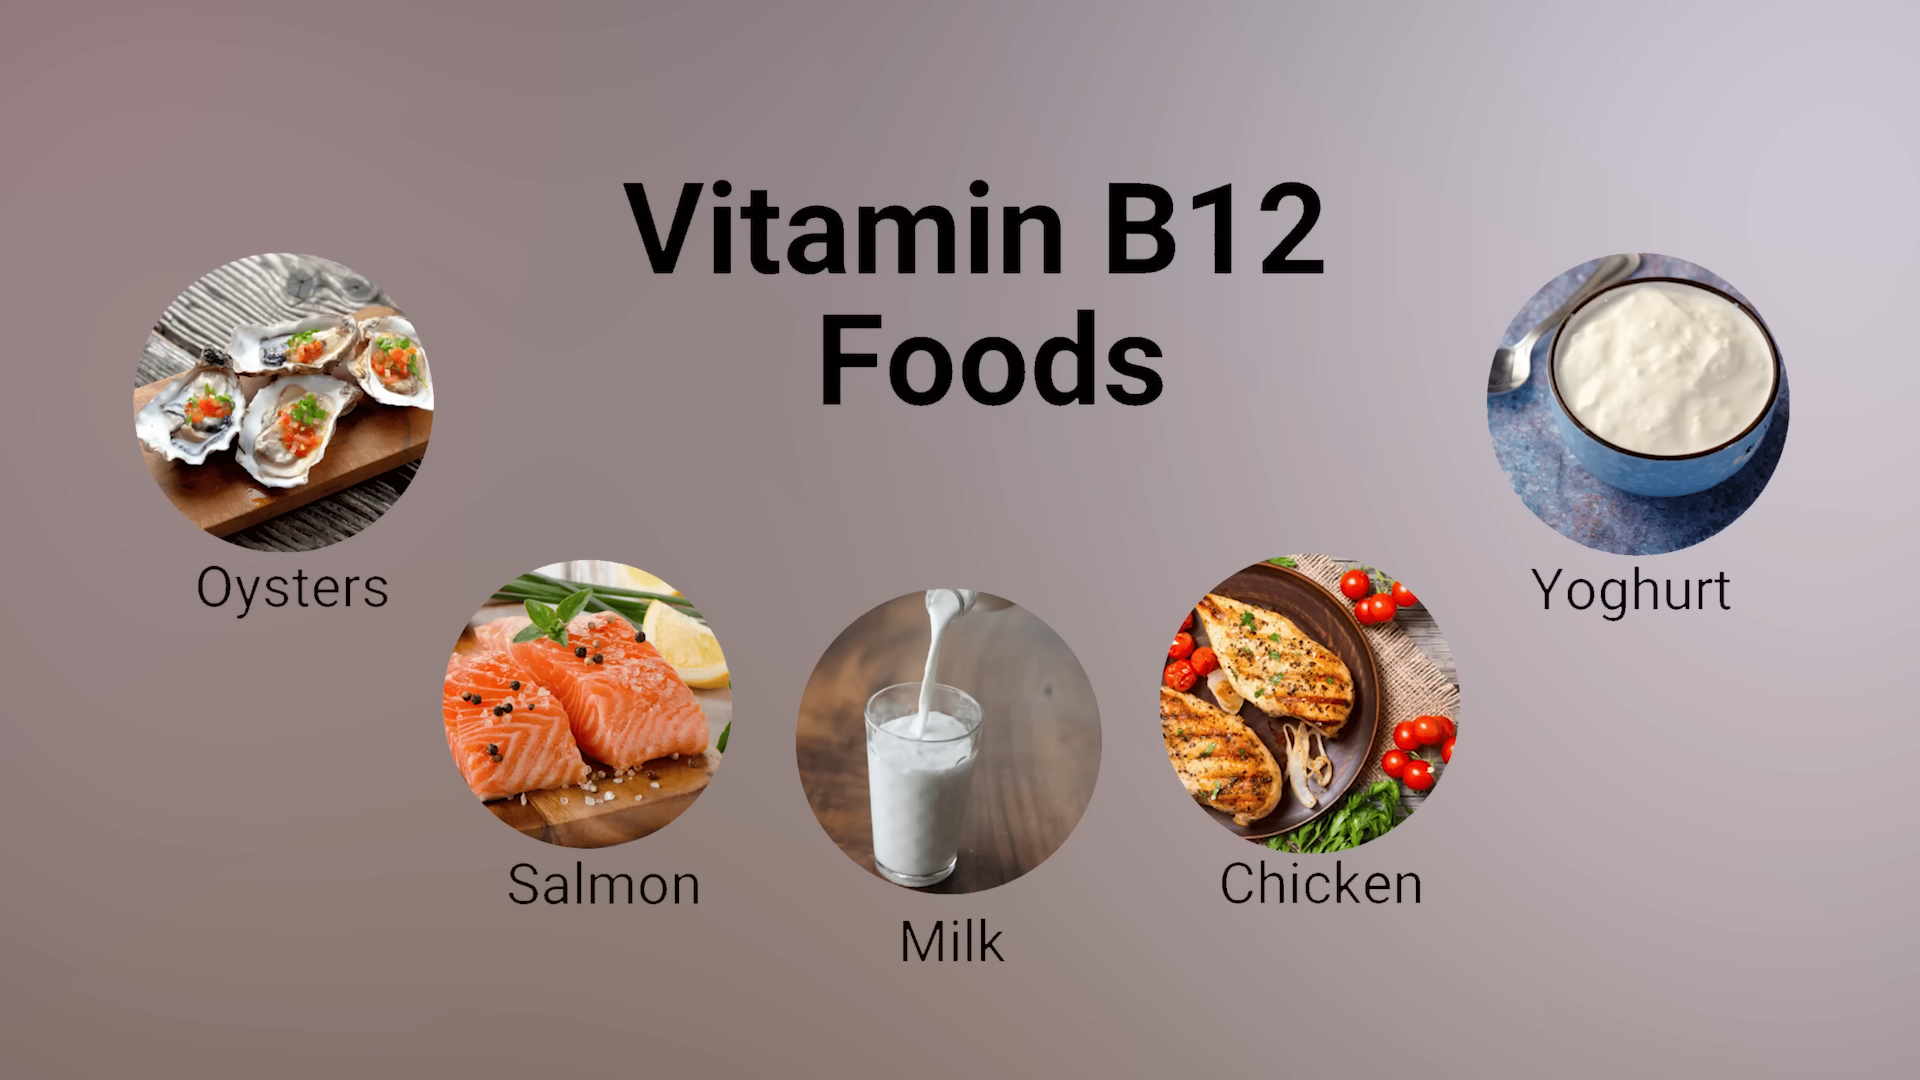 Vitamin B12
Foods
Oysters
Salmon
Milk
Chicken
Yoghurt